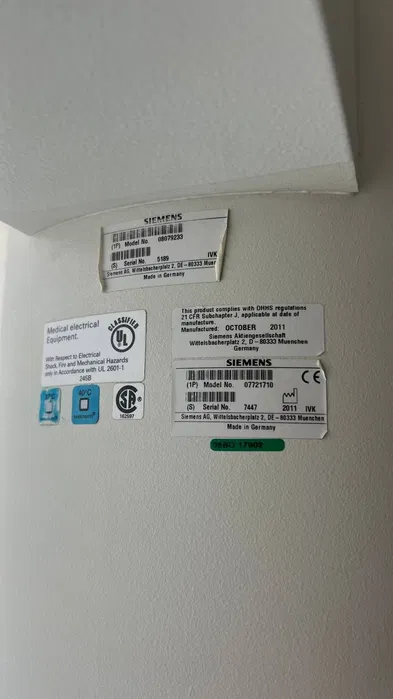 SIEMENS
(1P) Model No. 08079233
(S) Serial No. 5189 IVK
Siemens AG, Wittelsbacherplatz 2, DE - 80333 Muenchen
Made in Germany
This product complies with DHHS regulations
21 CFR Subchapter J, applicable at date of
manufacture.
Manufactured: OCTOBER 2011
Siemens Aktiengesellschaft
Wittelsbacherplatz 2, D - 80333 Muenchen
Germany
Medical electrical
Equipment.
CLASSIFIED
UL
With Respect to Electrical
Shock, Fire and Mechanical Hazards
only in Accordance with UL 2601-1
245B
SIEMENS
(1P) Model No. 07721710
CE
(S) Serial No. 7447 2011 IVK
Siemens AG, Wittelsbacherplatz 2, DE - 80333 Muenchen
Made in Germany
SA
162597